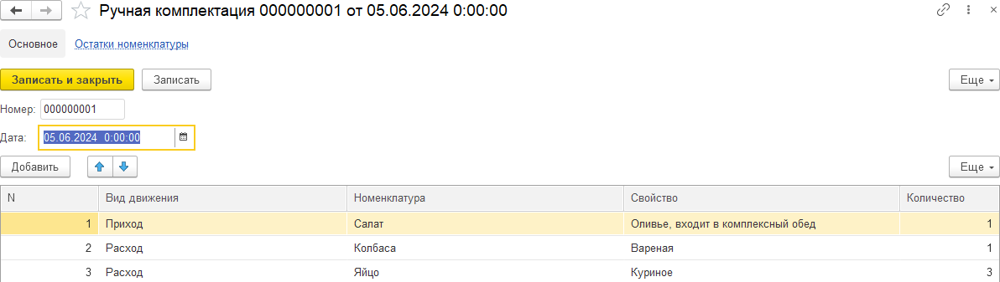 Ручная комплектация 000000001 от 05.06.2024 0:00:00
Основное Остатки номенклатуры
Записать и закрыть Записать Еще
Номер: 000000001
Дата: 05.06.2024 0:00:00
Добавить Еще
N Вид движения Номенклатура Свойство Количество
1 Приход Салат Оливье, входит в комплексный обед 1
2 Расход Колбаса Вареная 1
3 Расход Яйцо Куриное 3